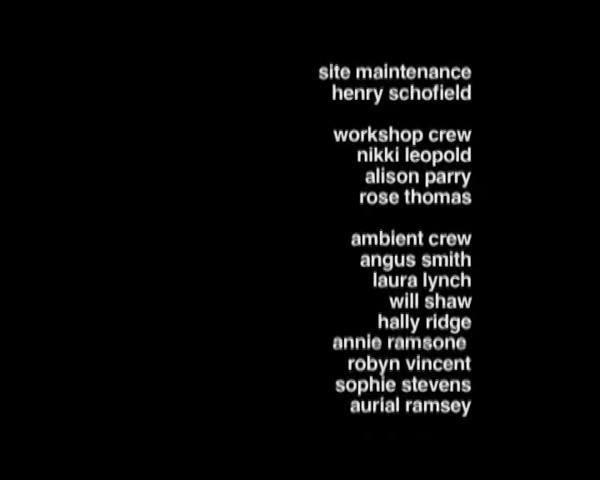 site maintenance
henry schofield
workshop crew
nikki leopold
alison parry
rose thomas
ambient crew
angus smith
laura lynch
will shaw
hally ridge
annie ramsone
robyn vincent
sophie stevens
aurial ramsey